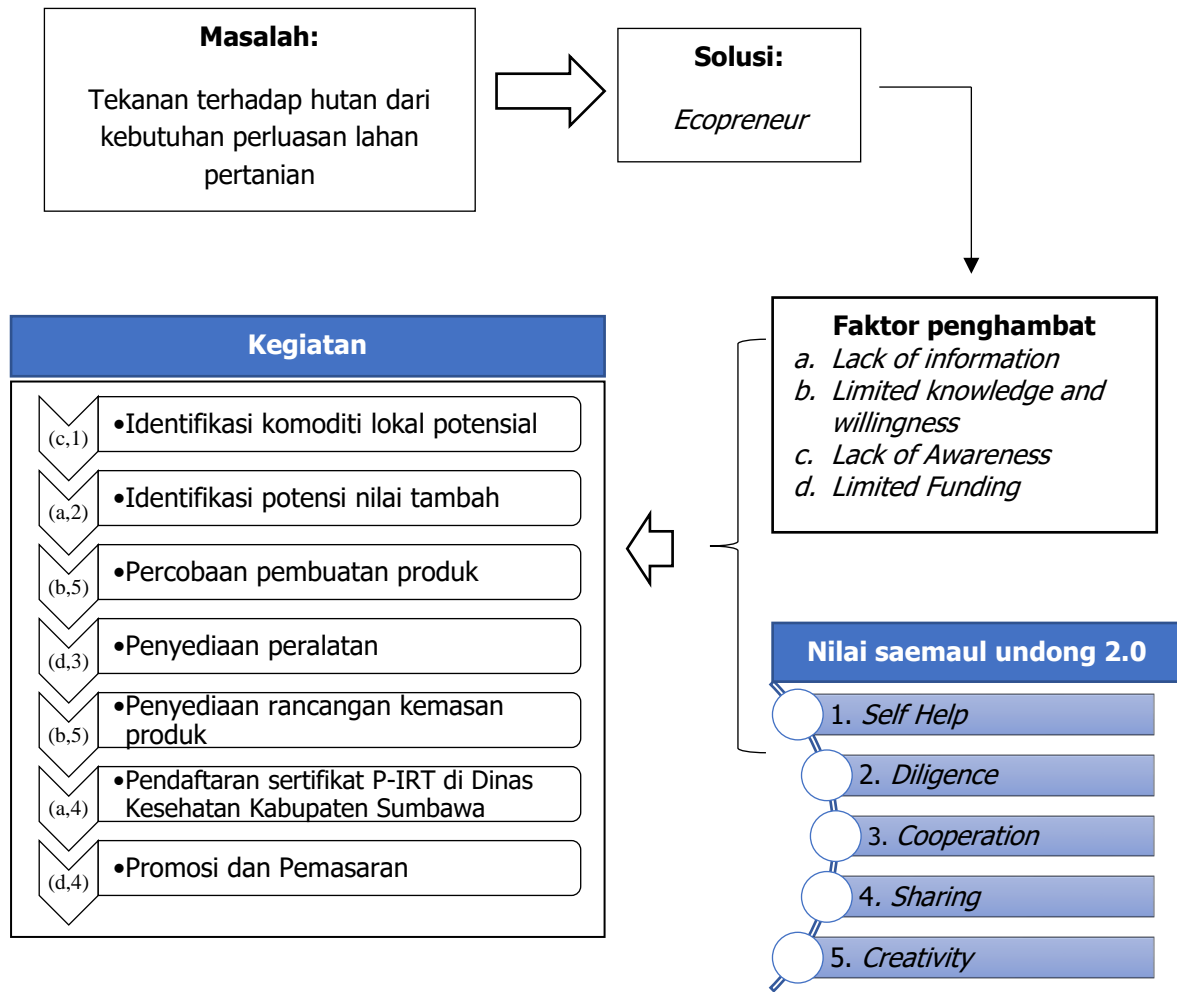 Masalah:
Tekanan terhadap hutan dari
kebutuhan perluasan lahan
pertanian
Solusi:
Ecopreneur
Faktor penghambat
a. Lack of information
b. Limited knowledge and
willingness
c. Lack of Awareness
d. Limited Funding
Kegiatan
(c,1) •Identifikasi komoditi lokal potensial
(a,2) •Identifikasi potensi nilai tambah
(b,5) •Percobaan pembuatan produk
(d,3) •Penyediaan peralatan
(b,5) •Penyediaan rancangan kemasan
produk
(a,4) •Pendaftaran sertifikat P-IRT di Dinas
Kesehatan Kabupaten Sumbawa
(d,4) •Promosi dan Pemasaran
Nilai saemaul undong 2.0
1. Self Help
2. Diligence
3. Cooperation
4. Sharing
5. Creativity